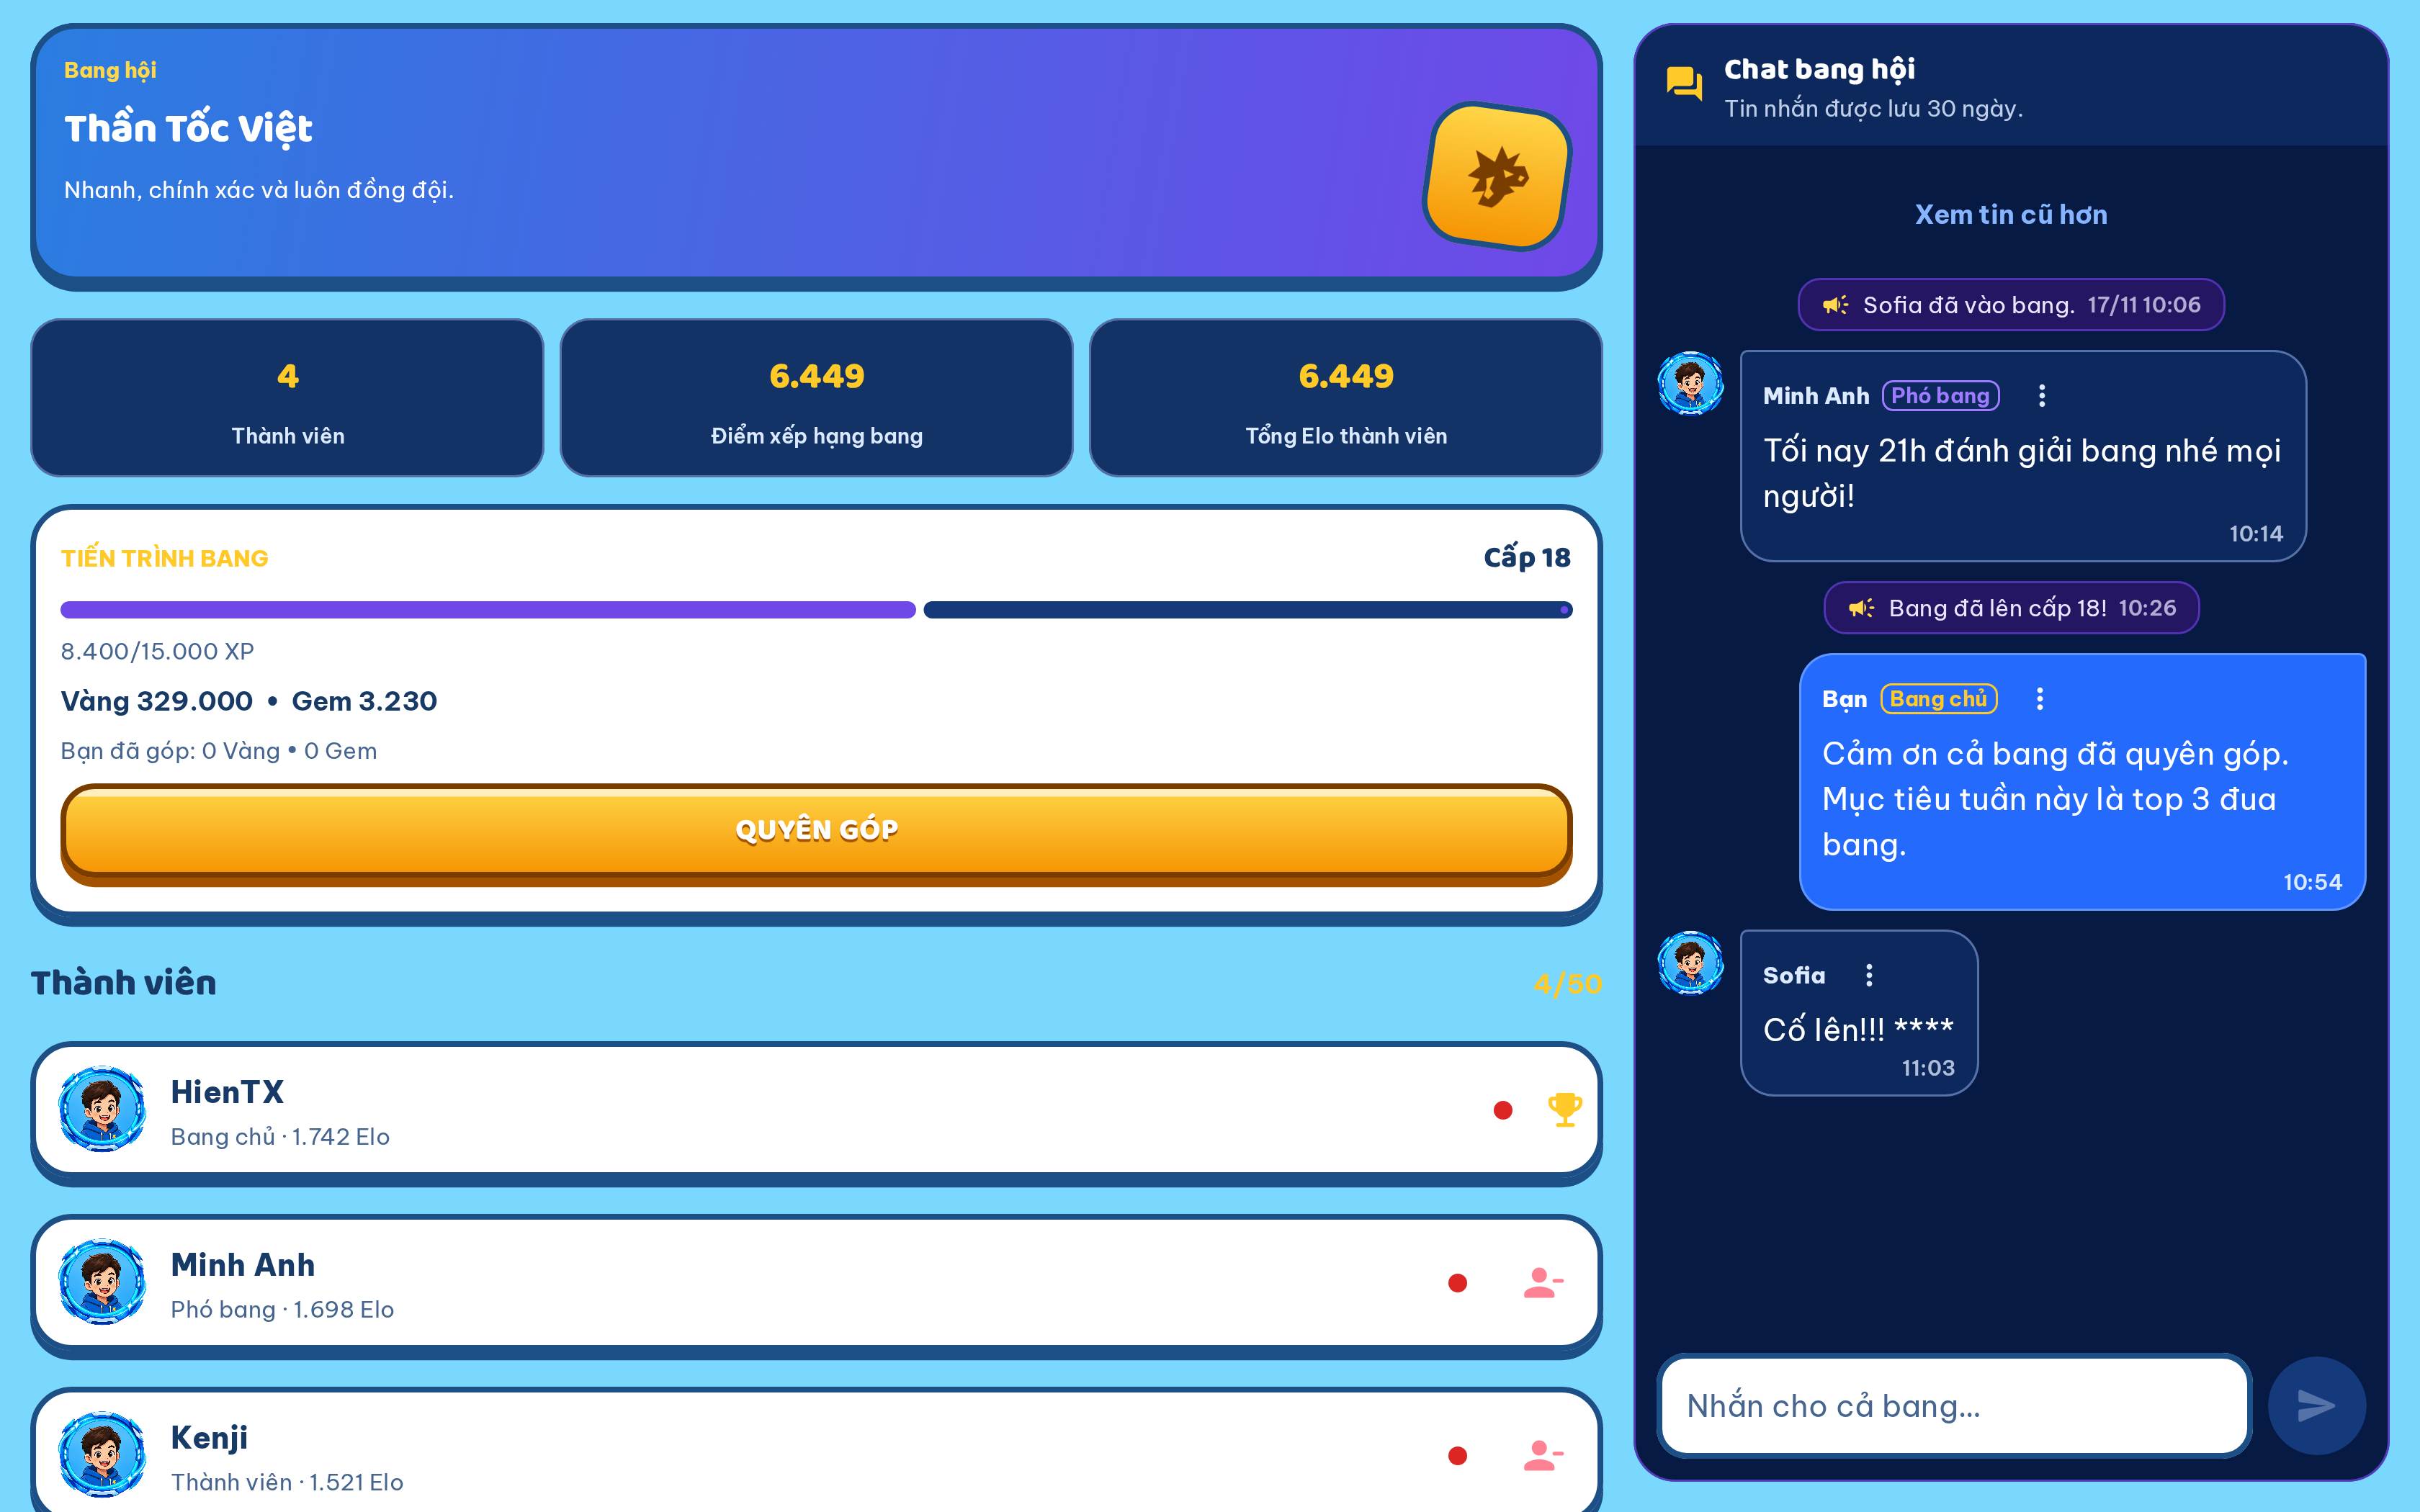 Bang hội
Thần Tốc Việt
Nhanh, chính xác và luôn đồng đội.
4
Thành viên
6.449
Điểm xếp hạng bang
6.449
Tổng Elo thành viên
TIẾN TRÌNH BANG
Cấp 18
8.400/15.000 XP
Vàng 329.000 • Gem 3.230
Bạn đã góp: 0 Vàng • 0 Gem
QUYÊN GÓP
Thành viên
4/50
HienTX
Bang chủ · 1.742 Elo
Minh Anh
Phó bang · 1.698 Elo
Kenji
Thành viên · 1.521 Elo
Chat bang hội
Tin nhắn được lưu 30 ngày.
Xem tin cũ hơn
Sofia đã vào bang. 17/11 10:06
Minh Anh Phó bang
Tối nay 21h đánh giải bang nhé mọi
người!
10:14
Bang đã lên cấp 18! 10:26
Bạn Bang chủ
Cảm ơn cả bang đã quyên góp.
Mục tiêu tuần này là top 3 đua
bang.
10:54
Sofia
Cố lên!!! ****
11:03
Nhắn cho cả bang...